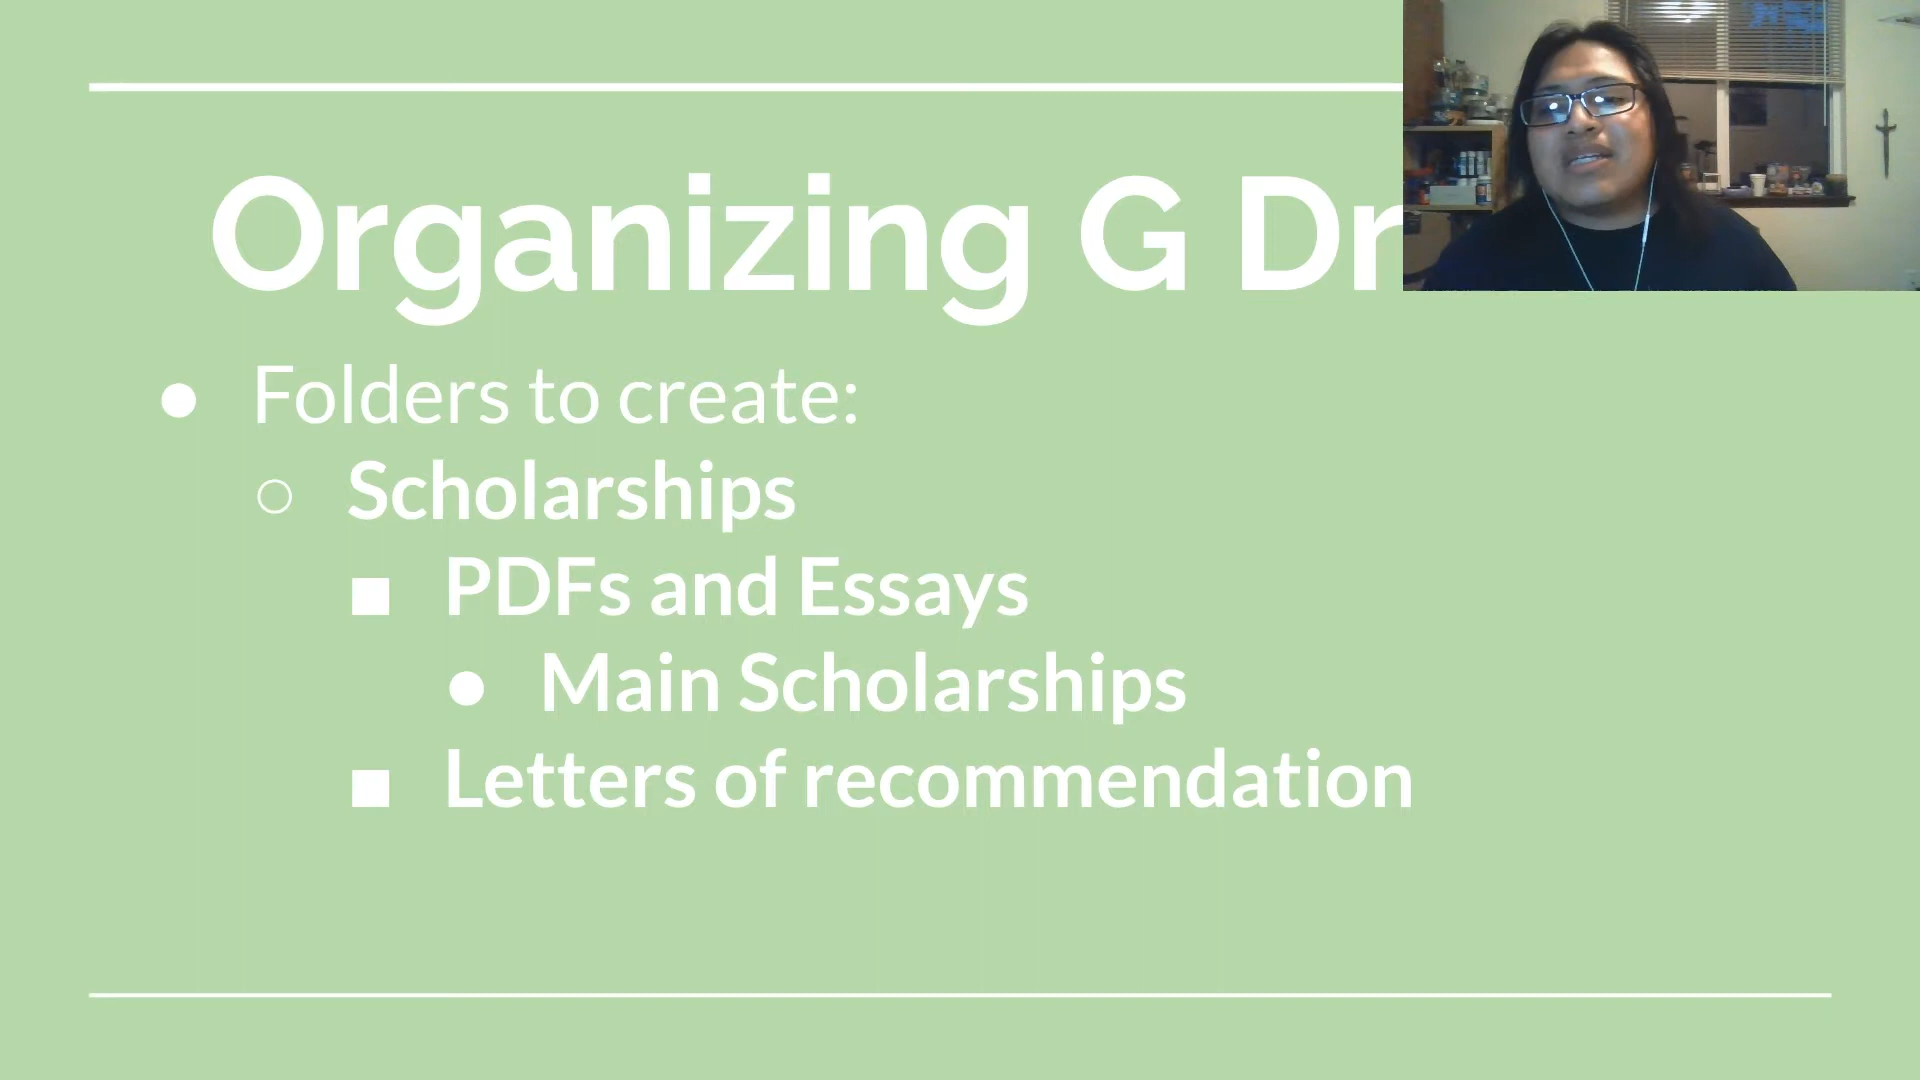 Organizing G Dr
● Folders to create:
○ Scholarships
■ PDFs and Essays
● Main Scholarships
■ Letters of recommendation